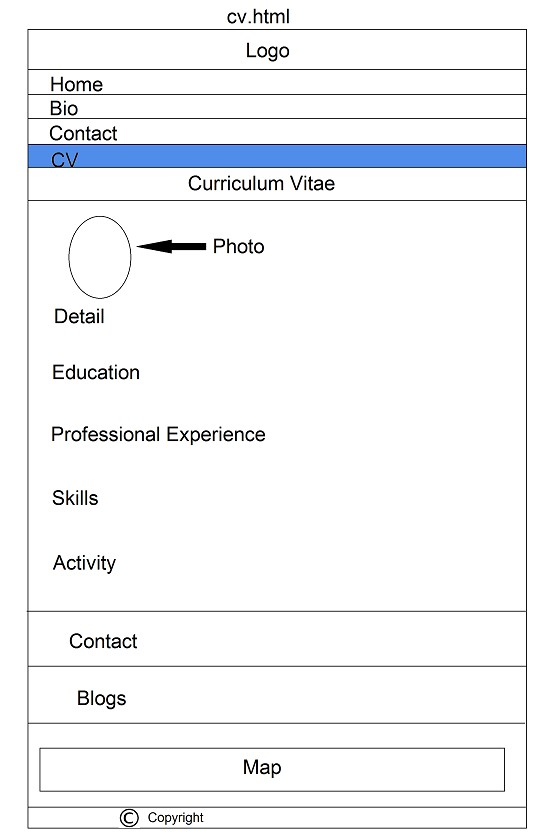 cv.html
Logo
Home
Bio
Contact
CV
Curriculum Vitae
Photo
Detail
Education
Professional Experience
Skills
Activity
Contact
Blogs
Map
© Copyright